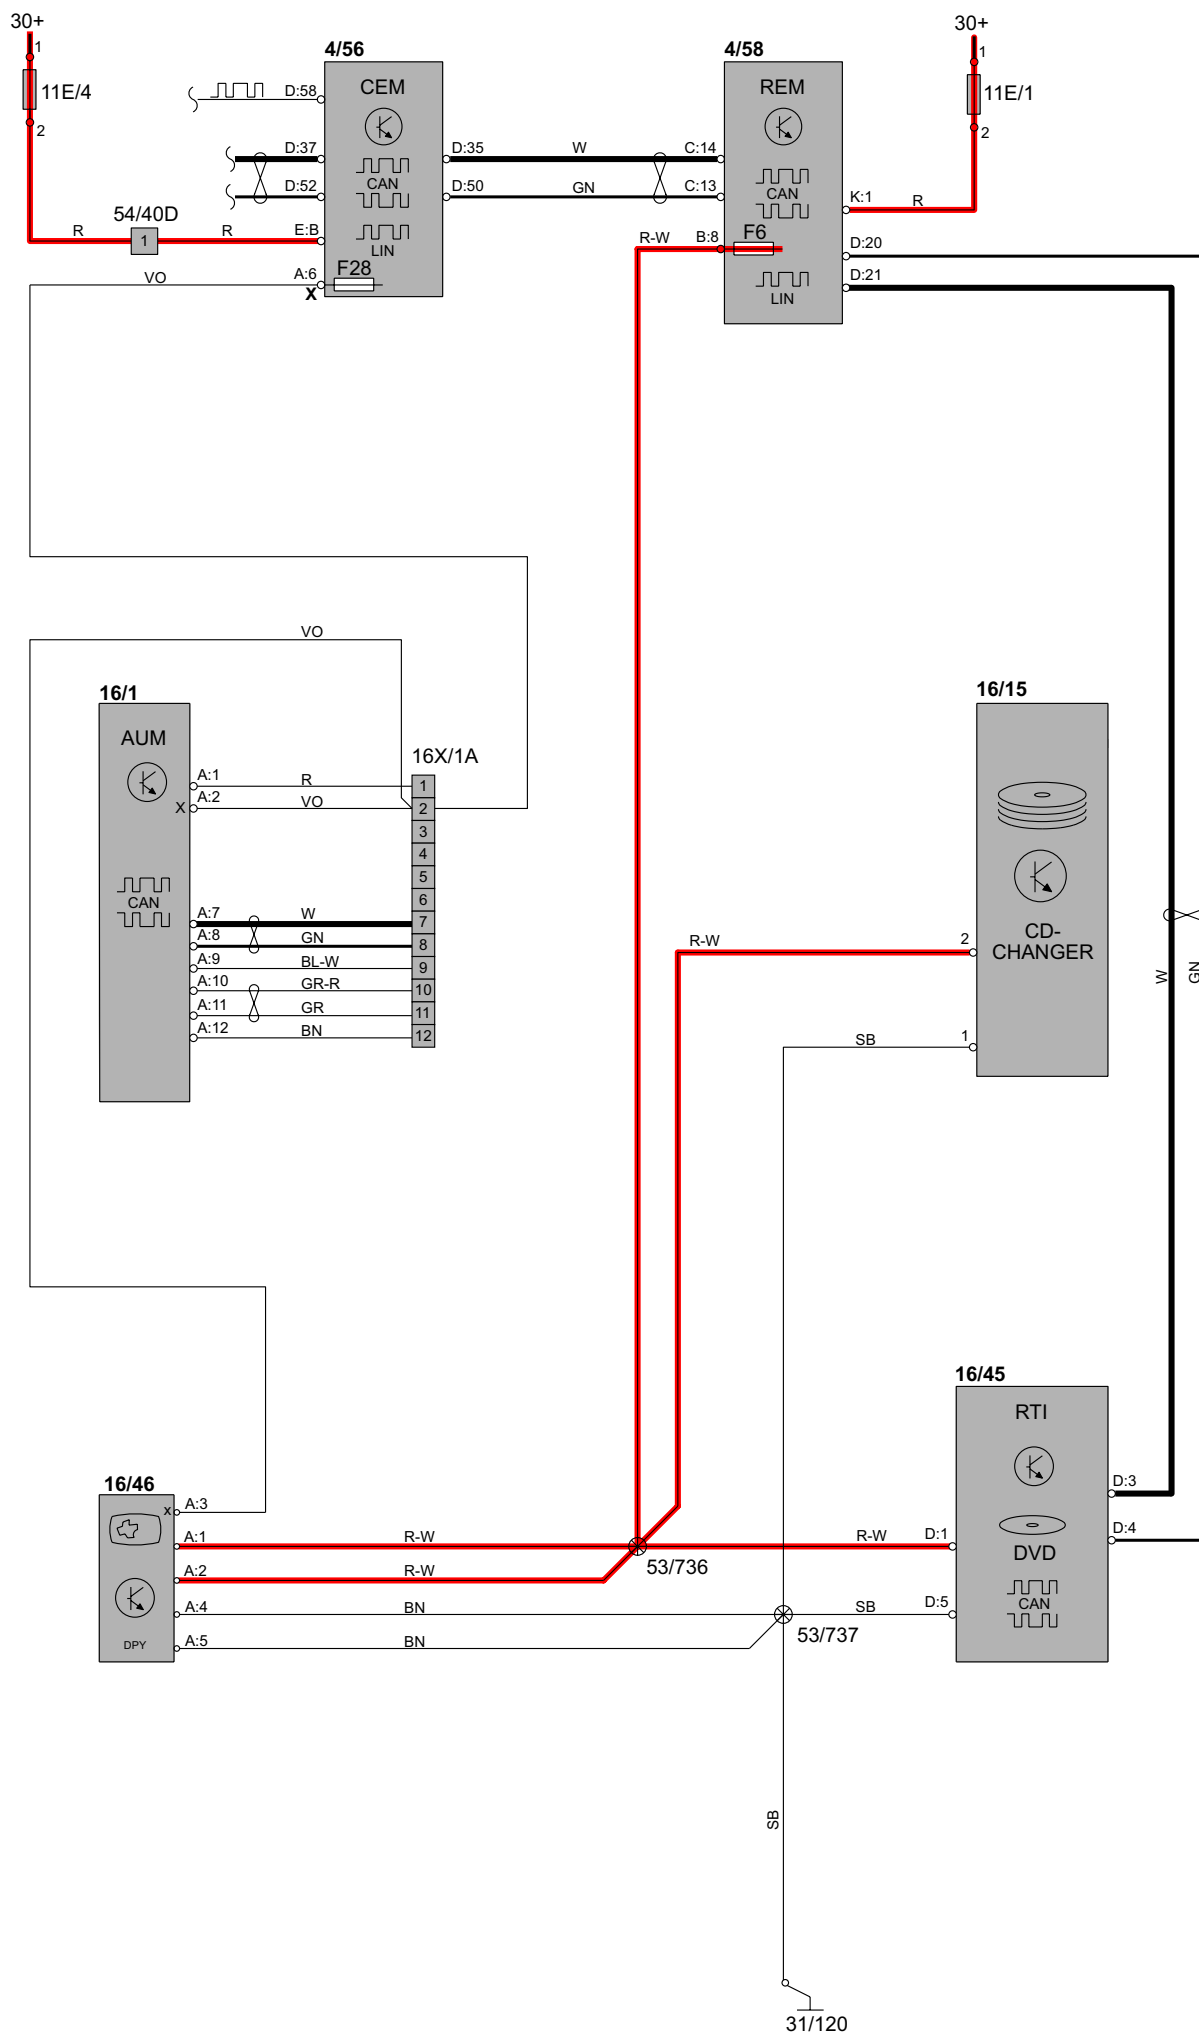 30+
1
11E/4
2
54/40D
R
1
R
VO
4/56
CEM
D:58
D:37
D:52
E:B
A:6
X
CAN
LIN
F28
D:35
D:50
W
GN
4/58
REM
C:14
C:13
CAN
R-W
B:8
F6
LIN
30+
1
11E/1
2
K:1
R
D:20
D:21
VO
16/1
AUM
X
CAN
16X/1A
A:1
R
1
A:2
VO
2
3
4
5
6
A:7
W
7
A:8
GN
8
A:9
BL-W
9
A:10
GR-R
10
A:11
GR
11
A:12
BN
12
16/15
CD-
CHANGER
R-W
2
SB
1
W
GN
16/45
RTI
DVD
CAN
D:3
D:4
R-W
D:1
SB
D:5
16/46
x
A:3
A:1
R-W
A:2
R-W
A:4
BN
A:5
BN
DPY
53/736
53/737
SB
31/120